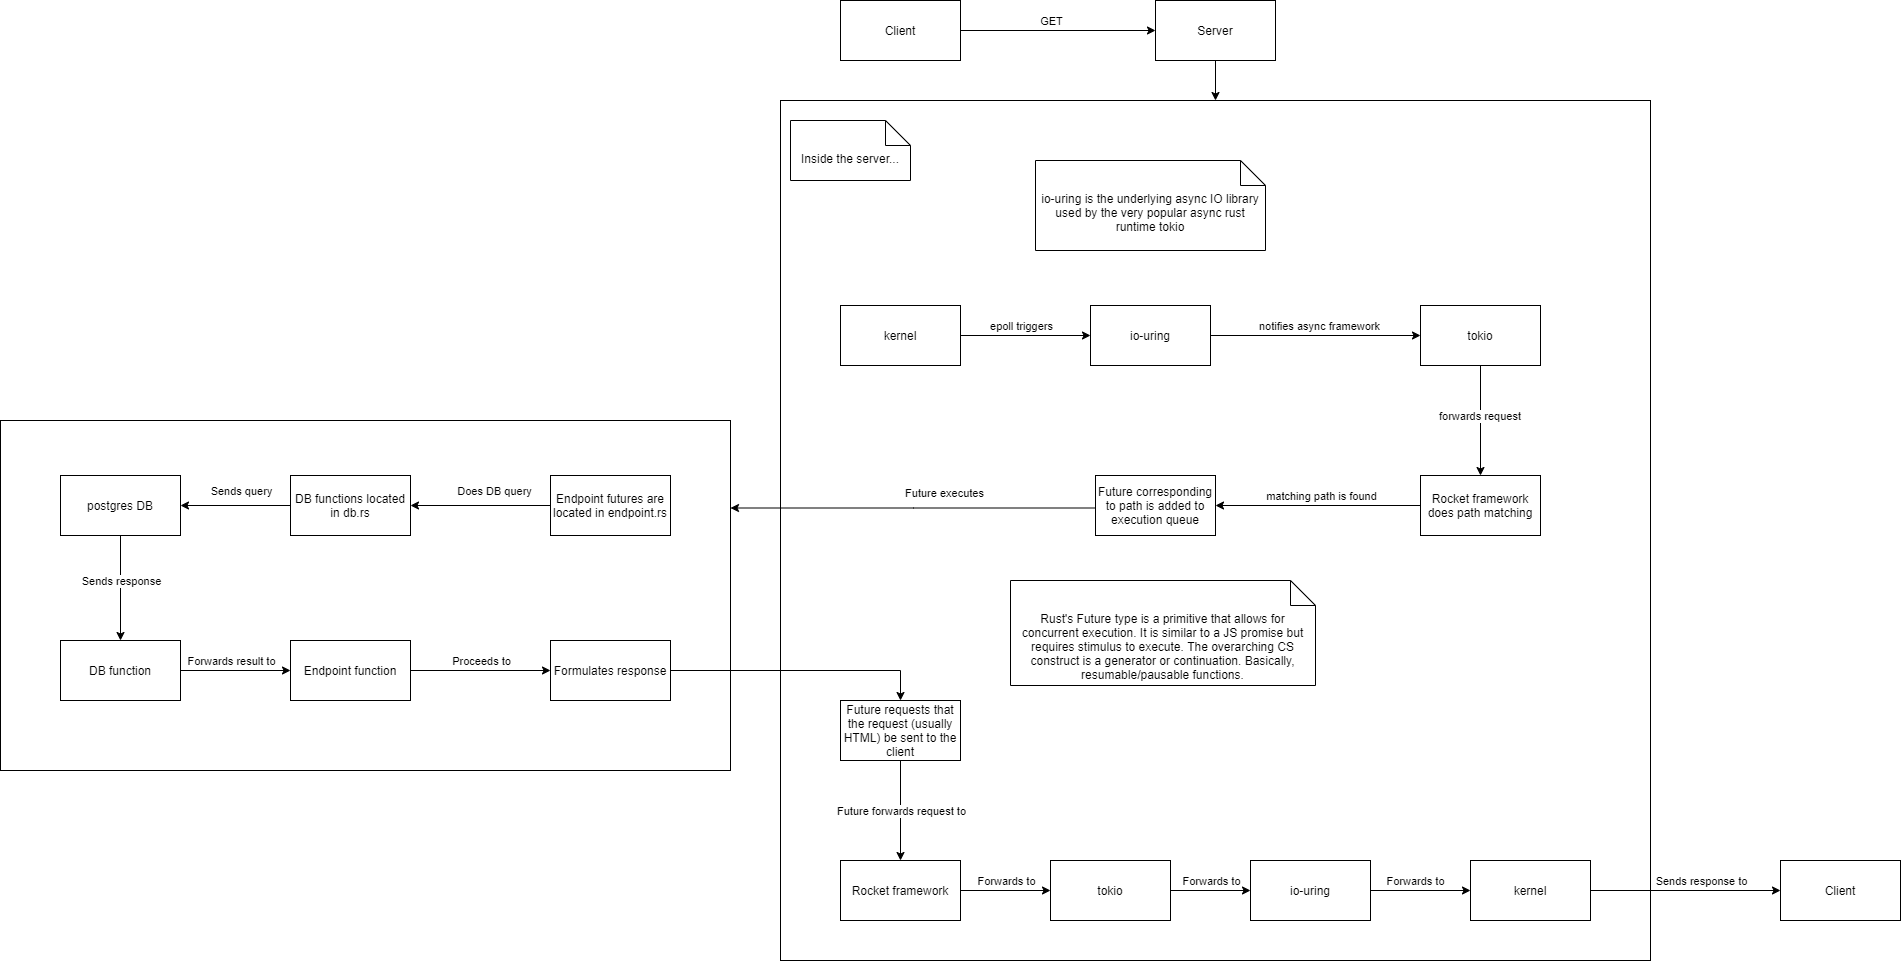 Client
GET
Server
Inside the server...
io-uring is the underlying async IO library
used by the very popular async rust
runtime tokio
kernel
epoll triggers
io-uring
notifies async framework
tokio
forwards request
Rocket framework
does path matching
matching path is found
Future corresponding
to path is added to
execution queue
Future executes
Endpoint futures are
located in endpoint.rs
Does DB query
DB functions located
in db.rs
Sends query
postgres DB
Sends response
DB function
Forwards result to
Endpoint function
Proceeds to
Formulates response
Rust's Future type is a primitive that allows for
concurrent execution. It is similar to a JS promise but
requires stimulus to execute. The overarching CS
construct is a generator or continuation. Basically,
resumable/pausable functions.
Future requests that
the request (usually
HTML) be sent to the
client
Future forwards request to
Rocket framework
Forwards to
tokio
Forwards to
io-uring
Forwards to
kernel
Sends response to
Client